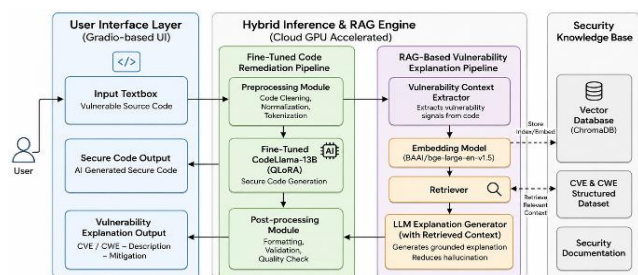 User Interface Layer
(Gradio-based UI)
</>
Input Textbox
Vulnerable Source Code
User
Secure Code Output
AI Generated Secure Code
Vulnerability
Explanation Output
CVE / CWE – Description
– Mitigation
Hybrid Inference & RAG Engine
(Cloud GPU Accelerated)
Fine-Tuned Code
Remediation Pipeline
Preprocessing Module
Code Cleaning,
Normalization,
Tokenization
Fine-Tuned
CodeLlama-13B
(QLoRA)
AI
Secure Code Generation
Post-processing
Module
Formatting,
Validation,
Quality Check
RAG-Based Vulnerability
Explanation Pipeline
Vulnerability Context
Extractor
Extracts vulnerability
signals from code
Embedding Model
(BAAI/bge-large-en-v1.5)
Retriever
LLM Explanation Generator
(with Retrieved Context)
Generates grounded explanation
Reduces hallucination
Store
Index/Embed
Retrieve
Relevant
Context
Security
Knowledge Base
Vector
Database
(ChromaDB)
CVE & CWE
Structured
Dataset
Security
Documentation